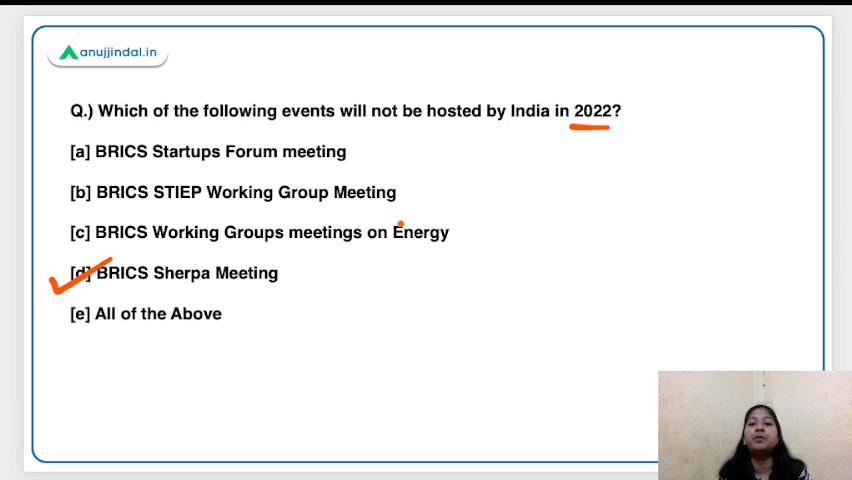 anujjindal.in
Q.) Which of the following events will not be hosted by India in 2022?
[a] BRICS Startups Forum meeting
[b] BRICS STIEP Working Group Meeting
[c] BRICS Working Groups meetings on Energy
[d] BRICS Sherpa Meeting
[e] All of the Above